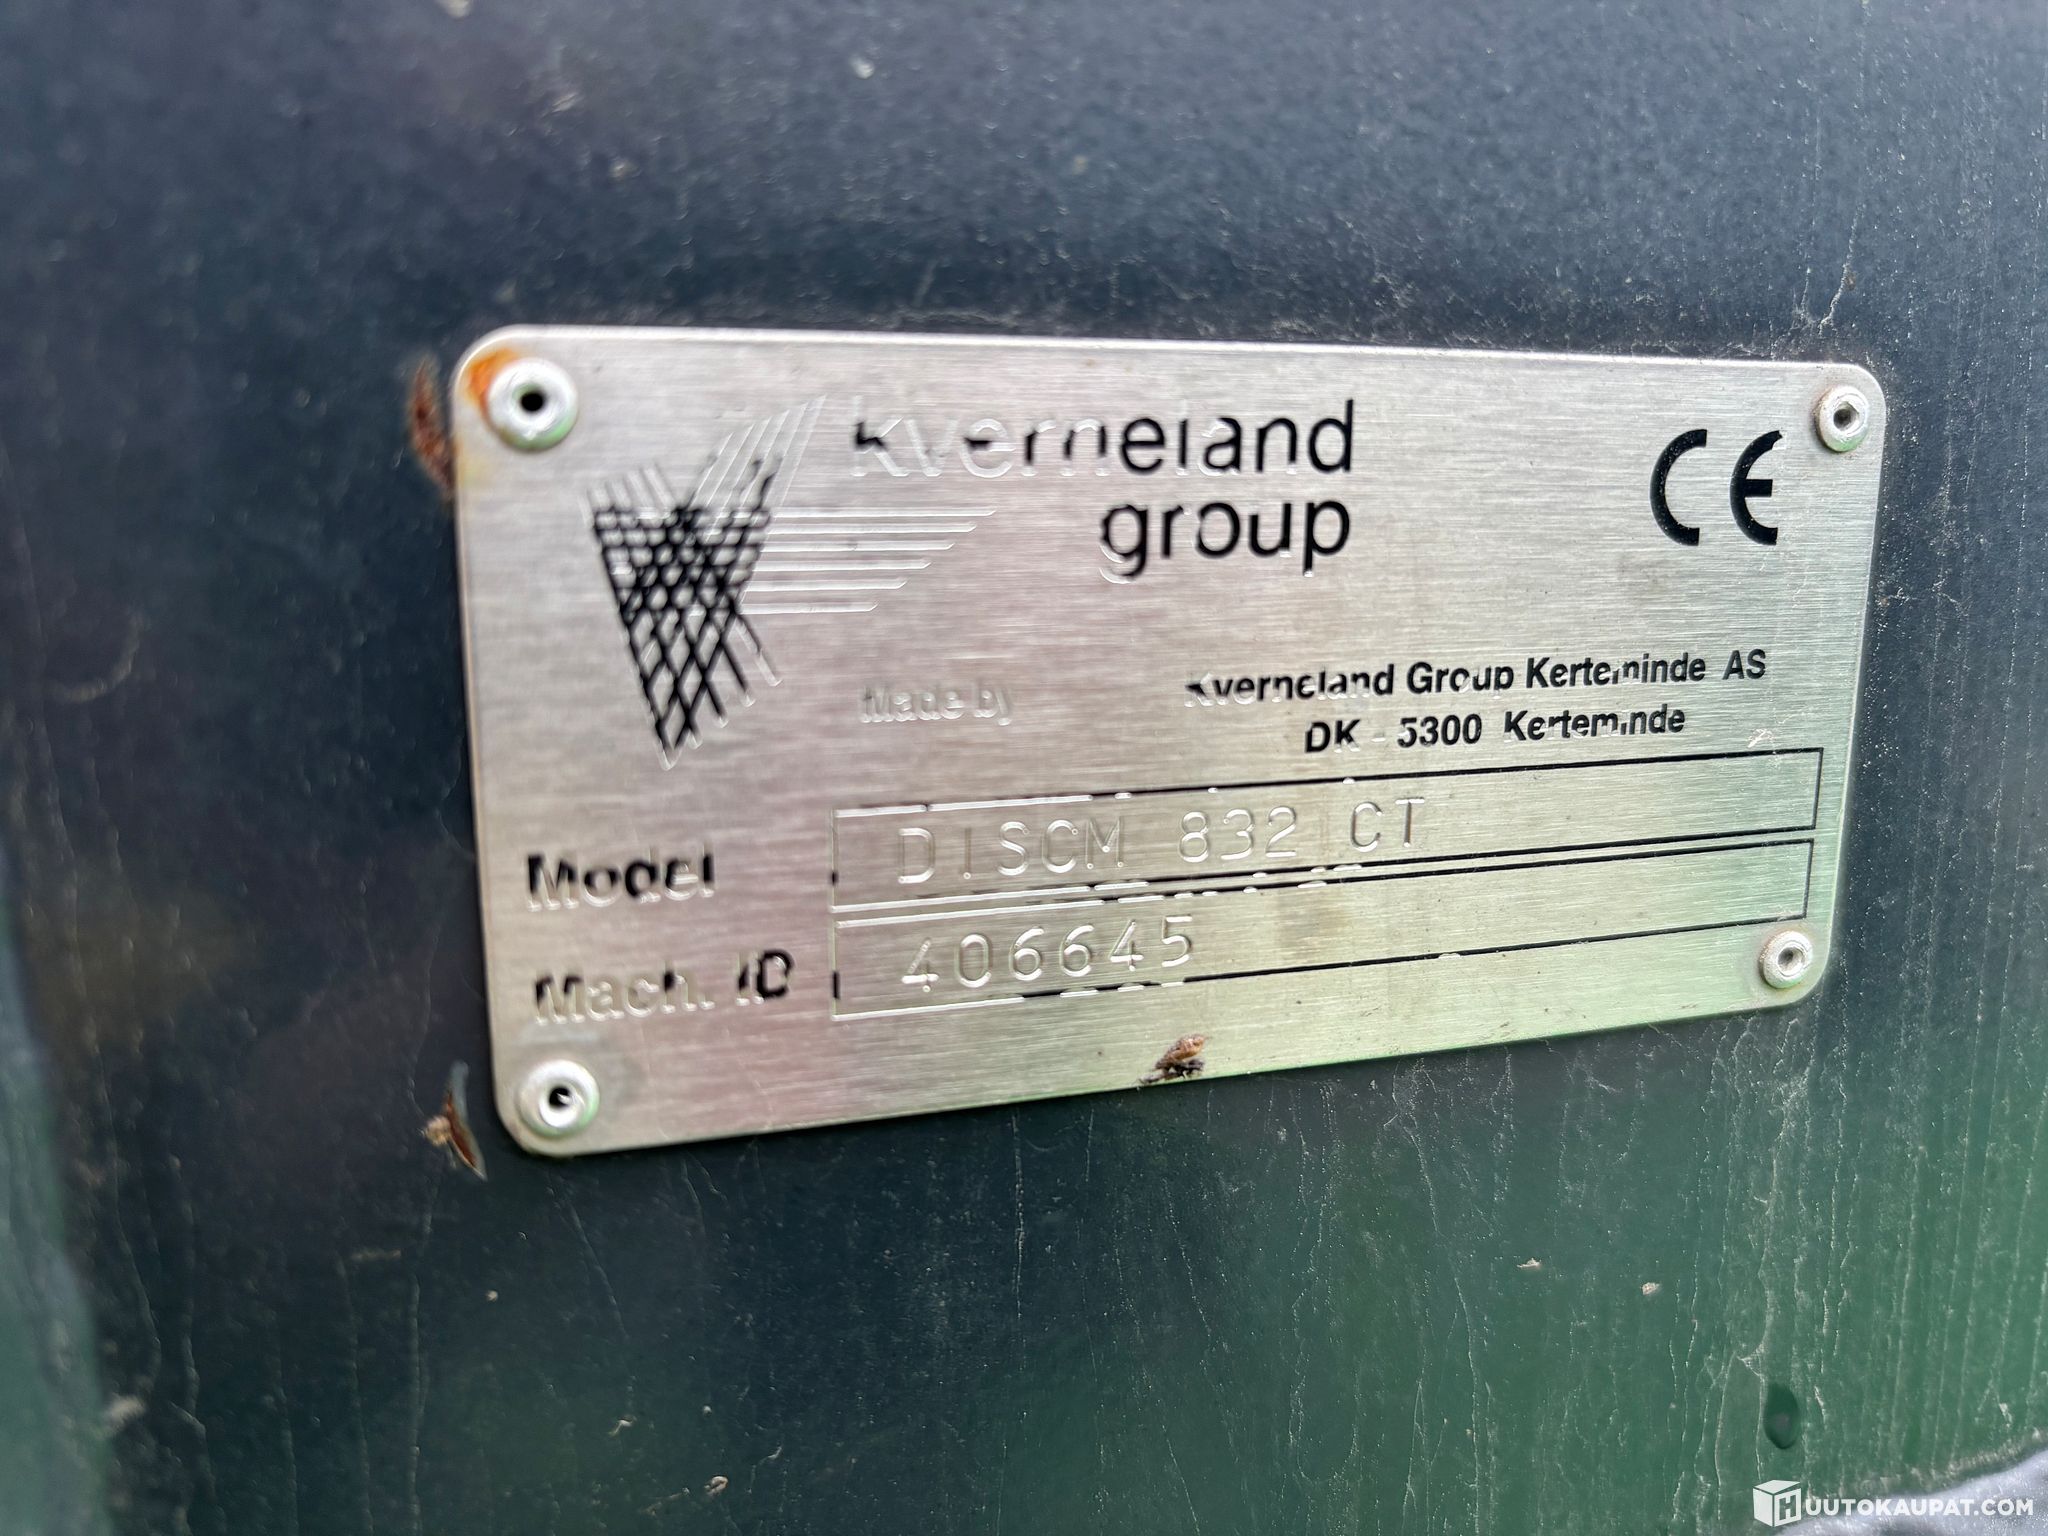 kverneland
group
CE
Made by
Kverneland Group Kerteminde AS
DK - 5300 Kerteminde
Model DISCM 832 CT
Mach. ID 406645
HUUTOKAUPAT.COM